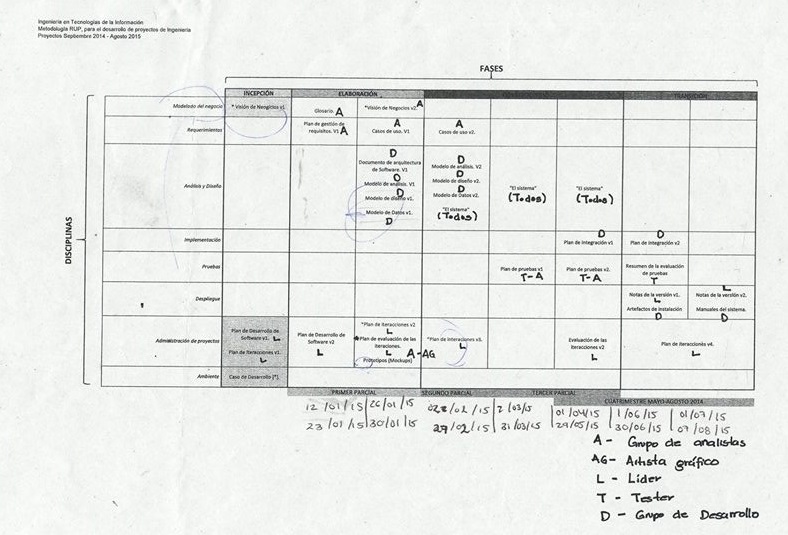 Ingeniería en Tecnologías de la Información
Metodología RUP, para el desarrollo de proyectos de Ingeniería
Proyectos Septiembre 2014 - Agosto 2015
FASES
INCEPCIÓN
ELABORACIÓN
TRANSICIÓN
DISCIPLINAS
Modelado del negocio
* Visión de Neogicios v1.
Glosario. A
*Visión de Negocios v2. A
Requerimientos
Plan de gestión de
requisitos. V1 A
A
Casos de uso. V1
A
Casos de uso v2.
Análisis y Diseño
D
Documento de arquitectura
de Software. V1
D
Modelo de análisis. V1
D
Modelo de diseño v1.
Modelo de Datos v1.
D
D
Modelo de análisis. V2
D
Modelo de diseño v2.
D
Modelo de Datos v2.
"El sistema"
(Todos)
"El sistema"
(Todos)
"El sistema"
(Todos)
Implementación
D
Plan de integración v1
D
Plan de integración v2
Pruebas
Plan de pruebas v1
T-A
Plan de pruebas v2.
T-A
Resumen de la evaluación
de pruebas
T
Despliegue
Notas de la versión v1.
L
Artefactos de instalación
D
L
Notas de la versión v2.
Manuales del sistema.
D
Administración de proyectos
Plan de Desarrollo de
Software v1. L
Plan de Iteracciones v1.
L
Plan de Desarrollo de
Software v2
L
*Plan de Iteracciones v2
L
*Plan de evaluación de las
iteraciones.
L A-AG
Prototipos (Mockups)
*Plan de Iteracciones v3.
L
Evaluación de las
iteracciones v2
L
Plan de Iteracciones v4.
L
Ambiente
Caso de Desarrollo [*].
PRIMER PARCIAL
SEGUNDO PARCIAL
TERCER PARCIAL
CUATRIMESTRE MAYO-AGOSTO 2014.
12/01/15 26/01/15 /02/15 2/03/15 01/04/15 1/06/15 01/07/15
23/01/15 30/01/15 27/02/15 31/03/15 29/05/15 30/06/15 07/08/15
A - Grupo de analistas
AG- Artista gráfico
L - Líder
T - Tester
D - Grupo de Desarrollo